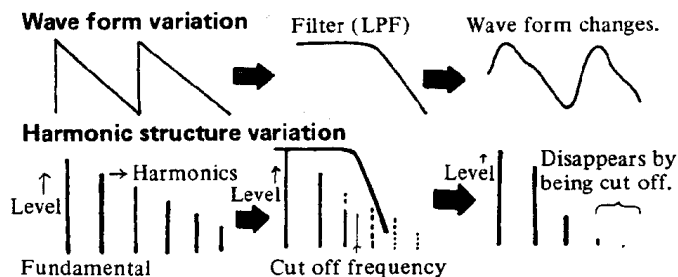 Wave form variation
Filter (LPF)
Wave form changes.
Harmonic structure variation
↑ Level
→ Harmonics
Fundamental
↑ Level
Cut off frequency
↑ Level
Disappears by
being cut off.